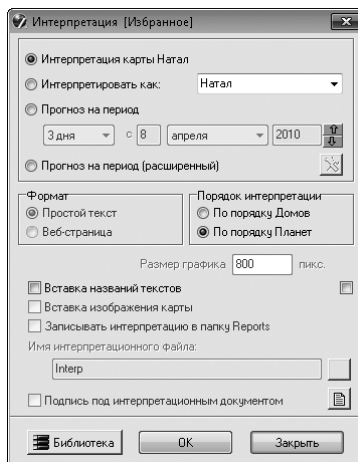 Интерпретация [Избранное]
Интерпретация карты Натал
Интерпретировать как: Натал
Прогноз на период
3 дня с 8 апреля 2010
Прогноз на период (расширенный)
Формат
Простой текст
Веб-страница
Порядок интерпретации
По порядку Домов
По порядку Планет
Размер графика 800 пикс.
Вставка названий текстов
Вставка изображения карты
Записывать интерпретацию в папку Reports
Имя интерпретационного файла:
Interp
Подпись под интерпретационным документом
Библиотека OK Закрыть